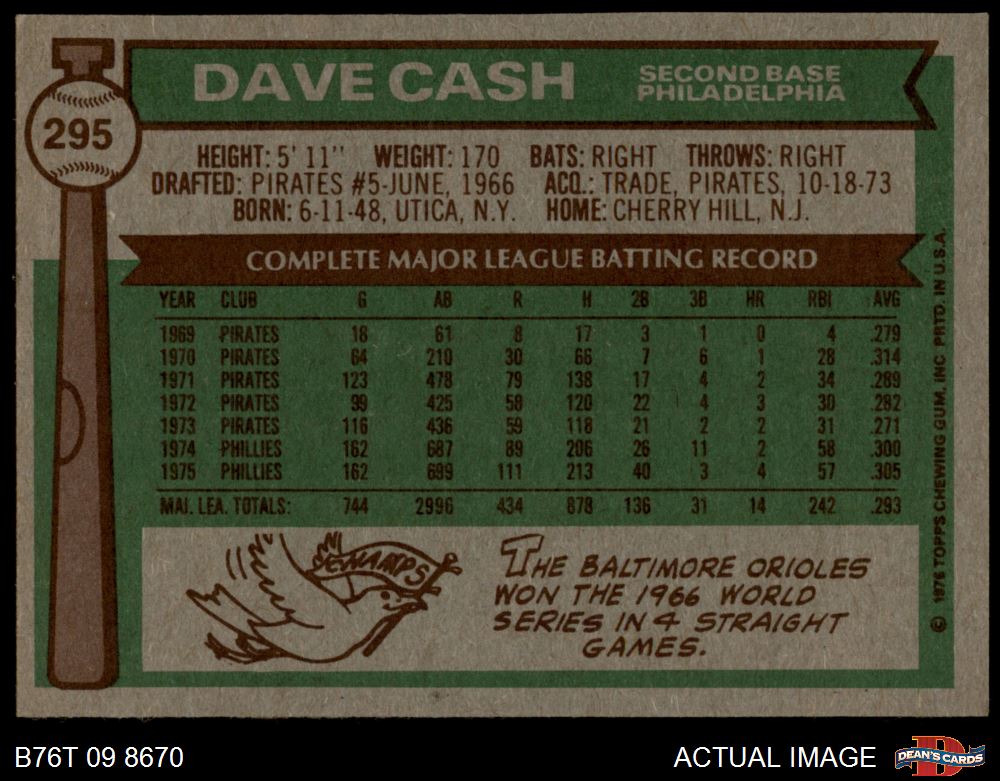 DAVE CASH
SECOND BASE
PHILADELPHIA
295
HEIGHT: 5' 11" WEIGHT: 170 BATS: RIGHT THROWS: RIGHT
DRAFTED: PIRATES #5-JUNE, 1966 ACQ.: TRADE, PIRATES, 10-18-73
BORN: 6-11-48, UTICA, N.Y. HOME: CHERRY HILL, N.J.
COMPLETE MAJOR LEAGUE BATTING RECORD
YEAR CLUB G AB R H 2B 3B HR RBI AVG
1969 PIRATES 18 61 8 17 3 1 0 4 .279
1970 PIRATES 64 210 30 66 7 6 1 28 .314
1971 PIRATES 123 478 79 138 17 4 2 34 .289
1972 PIRATES 99 425 58 120 22 4 3 30 .282
1973 PIRATES 116 436 59 118 21 2 2 31 .271
1974 PHILLIES 162 687 89 206 26 11 2 58 .300
1975 PHILLIES 162 699 111 213 40 3 4 57 .305
MAJ. LEA. TOTALS: 744 2996 434 878 136 31 14 242 .293
CHAMPS
THE BALTIMORE ORIOLES
WON THE 1966 WORLD
SERIES IN 4 STRAIGHT
GAMES.
© 1976 TOPPS CHEWING GUM, INC PRTD. IN U.S.A.
B76T 09 8670
ACTUAL IMAGE
D
DEAN'S CARDS